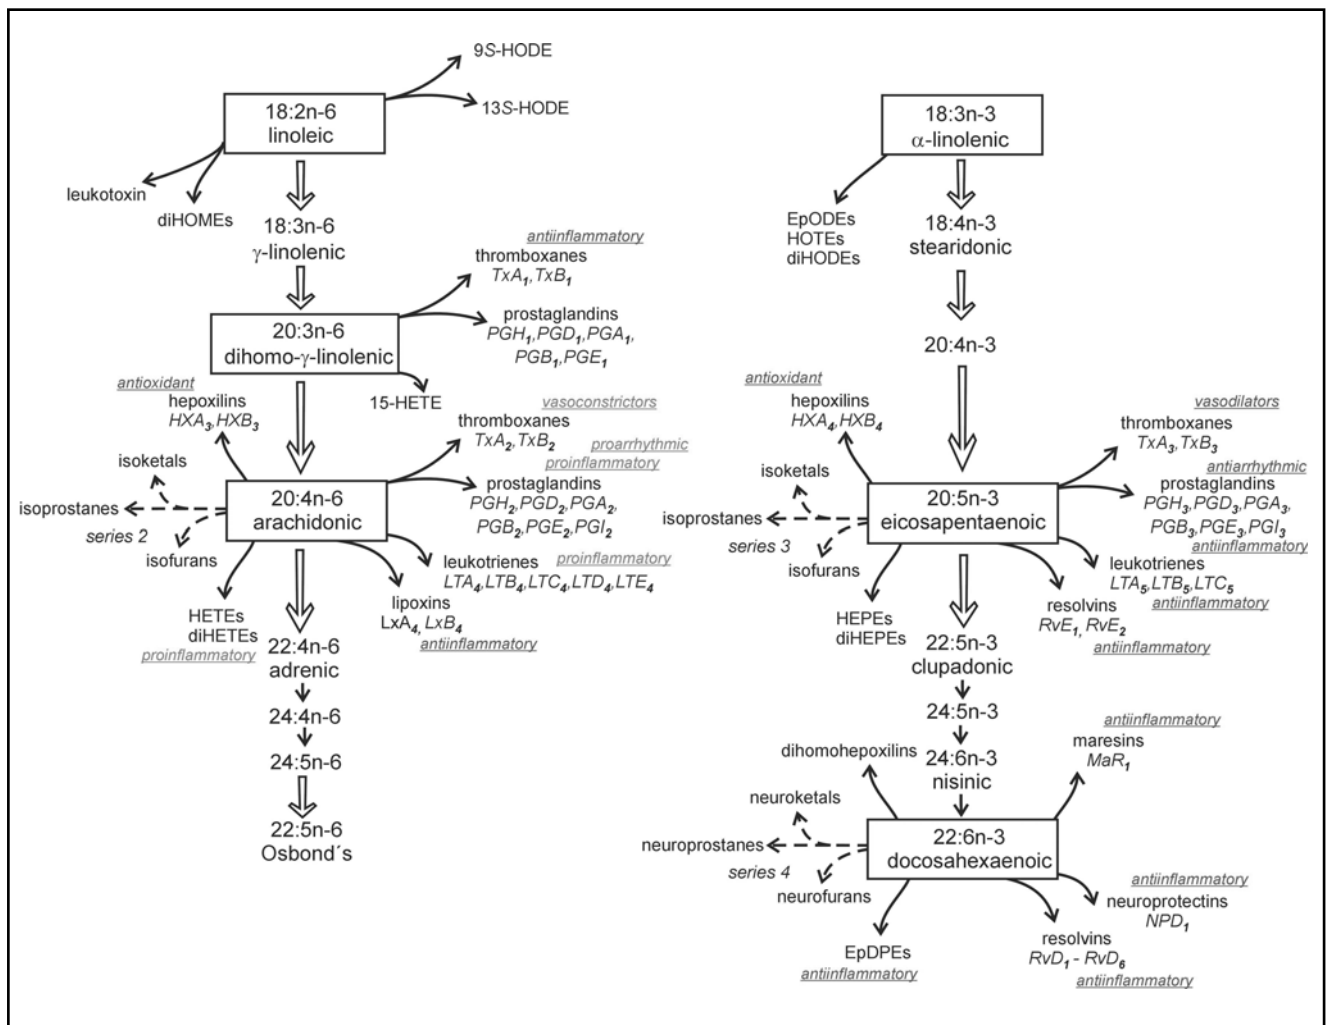 9S-HODE
13S-HODE
18:2n-6
linoleic
leukotoxin
diHOMEs
18:3n-6
γ-linolenic
antiinflammatory
thromboxanes
TxA1,TxB1
prostaglandins
PGH1,PGD1,PGA1,
PGB1,PGE1
20:3n-6
dihomo-γ-linolenic
15-HETE
antioxidant
hepoxilins
HXA3,HXB3
vasoconstrictors
thromboxanes
TxA2,TxB2
proarrhythmic
proinflammatory
prostaglandins
PGH2,PGD2,PGA2,
PGB2,PGE2,PGI2
isoketals
isoprostanes
series 2
isofurans
20:4n-6
arachidonic
leukotrienes
proinflammatory
LTA4,LTB4,LTC4,LTD4,LTE4
lipoxins
LxA4,LxB4
antiinflammatory
HETEs
diHETEs
proinflammatory
22:4n-6
adrenic
24:4n-6
24:5n-6
22:5n-6
Osbond´s
18:3n-3
α-linolenic
EpODEs
HOTEs
diHODEs
18:4n-3
stearidonic
20:4n-3
antioxidant
hepoxilins
HXA4,HXB4
vasodilators
thromboxanes
TxA3,TxB3
antiarrhythmic
prostaglandins
PGH3,PGD3,PGA3,
PGB3,PGE3,PGI3
antiinflammatory
isoketals
isoprostanes
series 3
isofurans
20:5n-3
eicosapentaenoic
leukotrienes
LTA5,LTB5,LTC5
antiinflammatory
resolvins
RvE1, RvE2
antiinflammatory
HEPEs
diHEPEs
22:5n-3
clupadonic
24:5n-3
24:6n-3
nisinic
dihomohepoxilins
antiinflammatory
maresins
MaR1
neuroketals
neuroprostanes
series 4
neurofurans
22:6n-3
docosahexaenoic
antiinflammatory
neuroprotectins
NPD1
resolvins
RvD1 - RvD6
antiinflammatory
EpDPEs
antiinflammatory